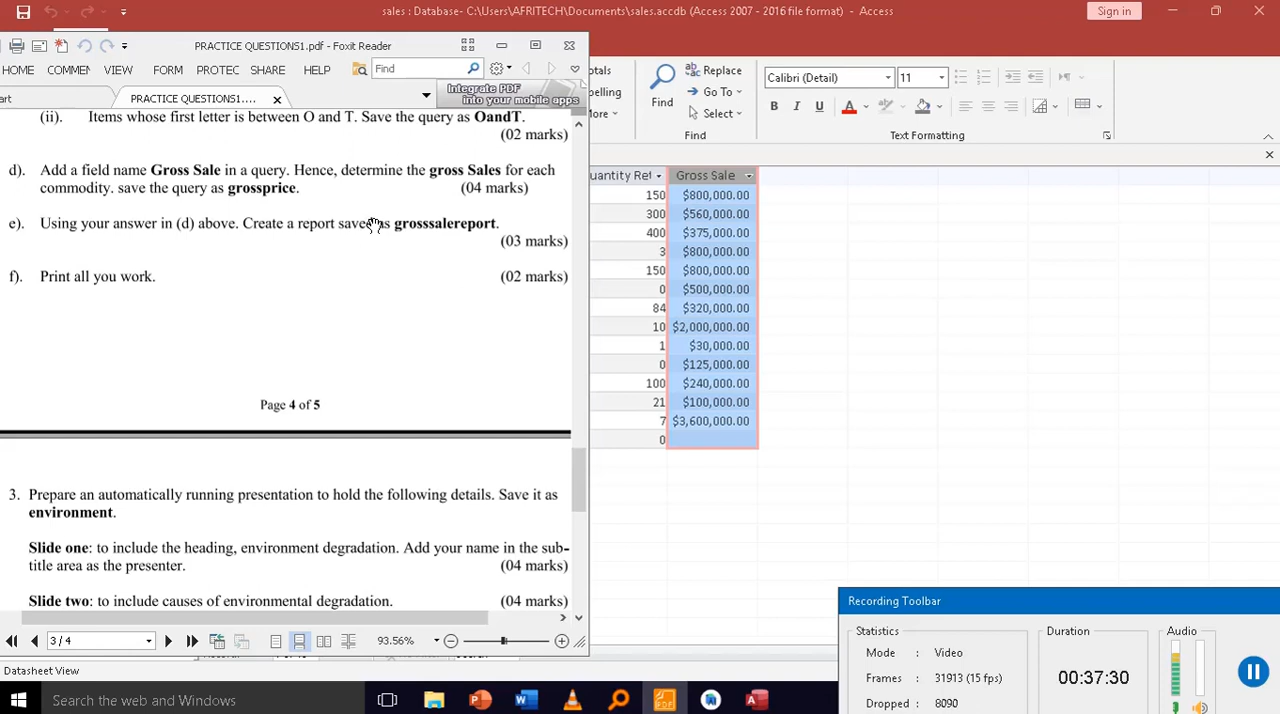 sales : Database- C:\Users\AFRITECH\Documents\sales.accdb (Access 2007 - 2016 file format) - Access
Sign in
PRACTICE QUESTIONS1.pdf - Foxit Reader
HOME COMMEN VIEW FORM PROTEC SHARE HELP Find
PRACTICE QUESTIONS1....
Integrate PDF
into your mobile apps
Replace
Go To
Select
Find
Find
Calibri (Detail) 11
B I U A
Text Formatting
(ii). Items whose first letter is between O and T. Save the query as OandT.
(02 marks)
d). Add a field name Gross Sale in a query. Hence, determine the gross Sales for each
commodity. save the query as grossprice. (04 marks)
e). Using your answer in (d) above. Create a report saved as grosssalereport.
(03 marks)
f). Print all you work. (02 marks)
Page 4 of 5
3. Prepare an automatically running presentation to hold the following details. Save it as
environment.
Slide one: to include the heading, environment degradation. Add your name in the sub-
title area as the presenter. (04 marks)
Slide two: to include causes of environmental degradation. (04 marks)
3 / 4 93.56%
Gross Sale
150 $800,000.00
300 $560,000.00
400 $375,000.00
3 $800,000.00
150 $800,000.00
0 $500,000.00
84 $320,000.00
10 $2,000,000.00
1 $30,000.00
0 $125,000.00
100 $240,000.00
21 $100,000.00
7 $3,600,000.00
0
Datasheet View
Search the web and Windows
Recording Toolbar
Statistics
Mode : Video
Frames : 31913 (15 fps)
Dropped : 8090
Duration
00:37:30
Audio